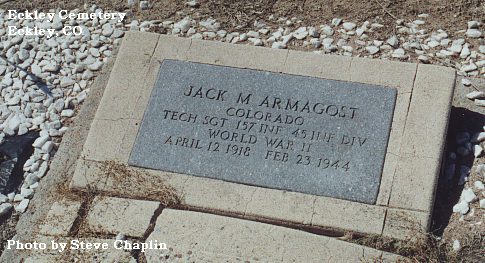 Eckley Cemetery
Eckley, CO.
JACK M ARMAGOST
COLORADO
TECH SGT 157 INF 45 INF DIV
WORLD WAR II
APRIL 12 1918 FEB 23 1944
Photo by Steve Chaplin